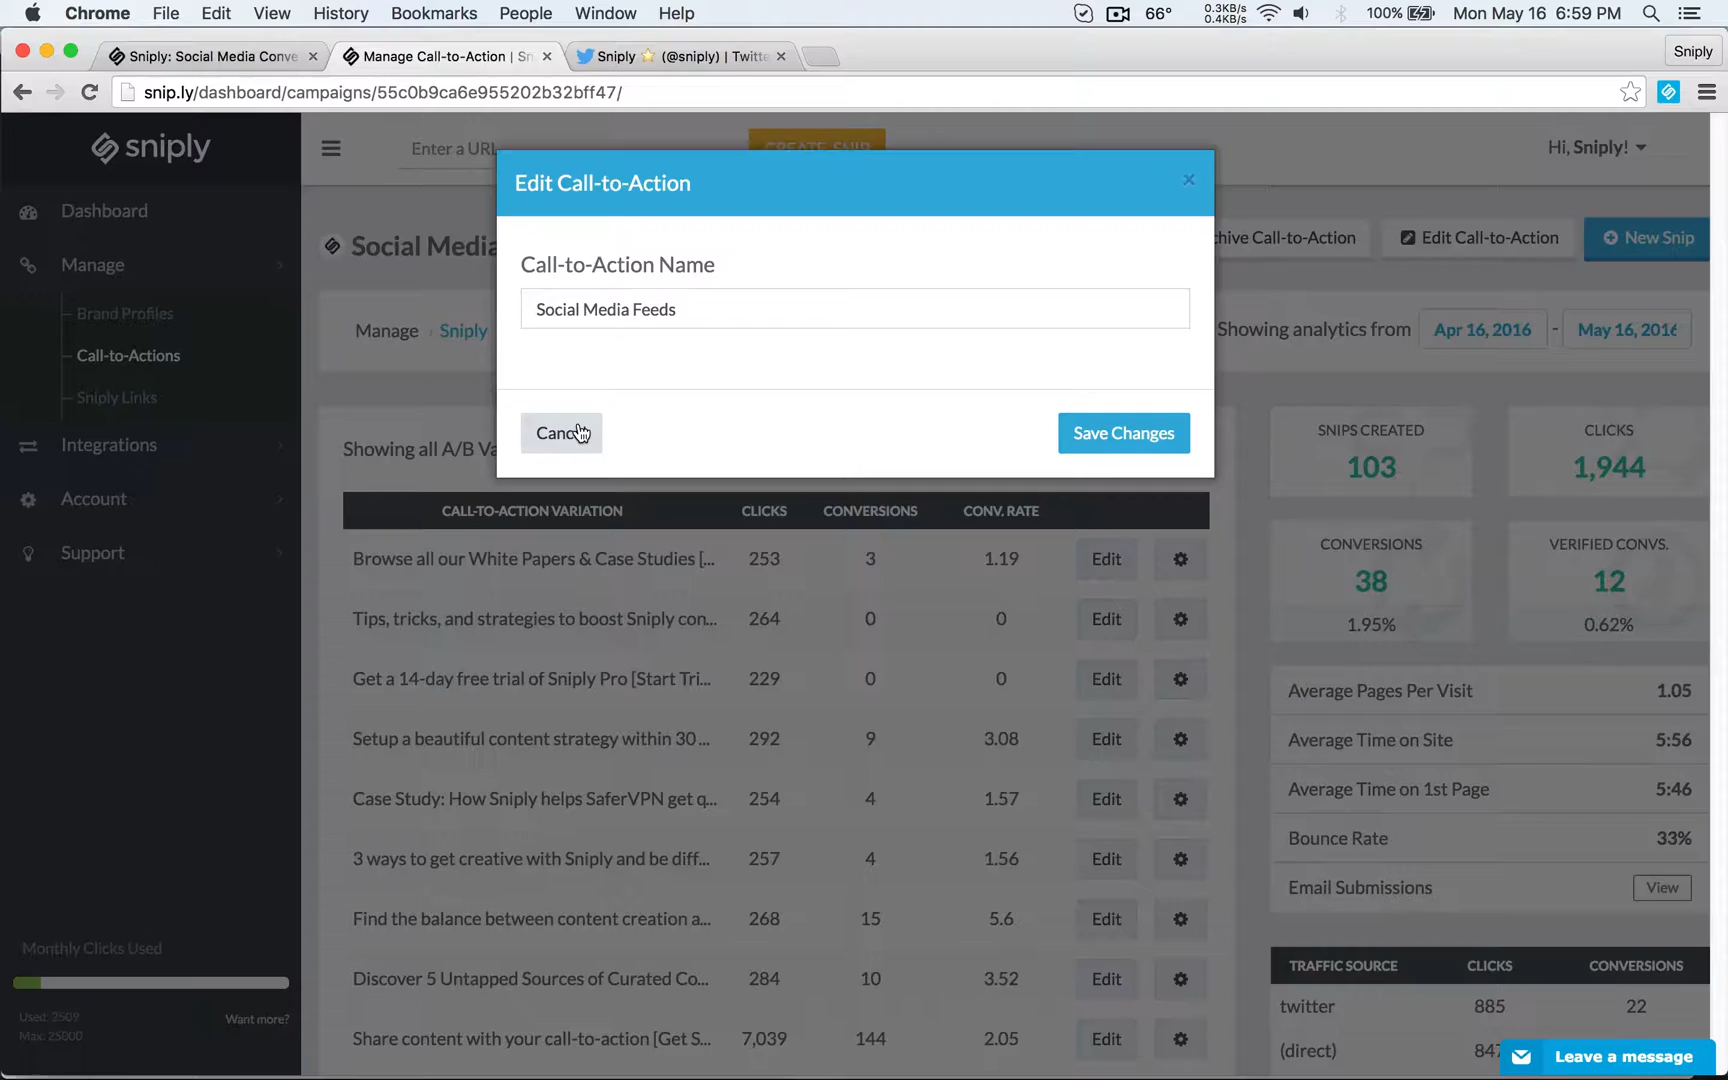 Chrome File Edit View History Bookmarks People Window Help 66° 0.3KB/s 0.4KB/s 100% Mon May 16 6:59 PM
Sniply: Social Media Conve Manage Call-to-Action | Sn Sniply (@sniply) | Twitte Sniply
snip.ly/dashboard/campaigns/55c0b9ca6e955202b32bff47/
sniply
Enter a URL
CREATE SNIP
Hi, Sniply!
Edit Call-to-Action ×
Call-to-Action Name
Social Media Feeds
Cancel Save Changes
Dashboard
Manage
Brand Profiles
Call-to-Actions
Sniply Links
Integrations
Account
Support
Monthly Clicks Used
Used: 2509
Max: 25000
Want more?
Social Media
hive Call-to-Action Edit Call-to-Action New Snip
Manage Sniply
Showing analytics from Apr 16, 2016 - May 16, 2016
Showing all A/B Va
CALL-TO-ACTION VARIATION CLICKS CONVERSIONS CONV. RATE
Browse all our White Papers & Case Studies [... 253 3 1.19 Edit
Tips, tricks, and strategies to boost Sniply con... 264 0 0 Edit
Get a 14-day free trial of Sniply Pro [Start Tri... 229 0 0 Edit
Setup a beautiful content strategy within 30 ... 292 9 3.08 Edit
Case Study: How Sniply helps SaferVPN get q... 254 4 1.57 Edit
3 ways to get creative with Sniply and be diff... 257 4 1.56 Edit
Find the balance between content creation a... 268 15 5.6 Edit
Discover 5 Untapped Sources of Curated Co... 284 10 3.52 Edit
Share content with your call-to-action [Get S... 7,039 144 2.05 Edit
SNIPS CREATED CLICKS
103 1,944
CONVERSIONS VERIFIED CONVS.
38 12
1.95% 0.62%
Average Pages Per Visit 1.05
Average Time on Site 5:56
Average Time on 1st Page 5:46
Bounce Rate 33%
Email Submissions View
TRAFFIC SOURCE CLICKS CONVERSIONS
twitter 885 22
(direct) 847
Leave a message